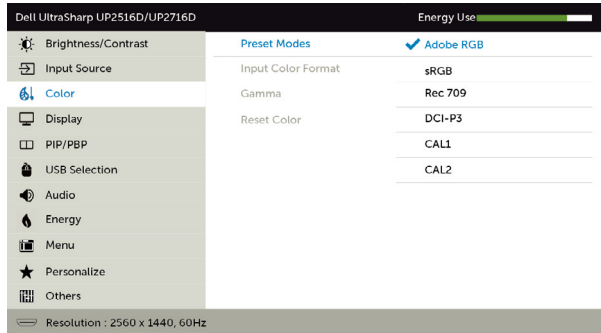 Dell UltraSharp UP2516D/UP2716D Energy Use
Brightness/Contrast Preset Modes Adobe RGB
Input Source Input Color Format sRGB
Color Gamma Rec 709
Display Reset Color DCI-P3
PIP/PBP CAL1
USB Selection CAL2
Audio
Energy
Menu
Personalize
Others
Resolution : 2560 x 1440, 60Hz